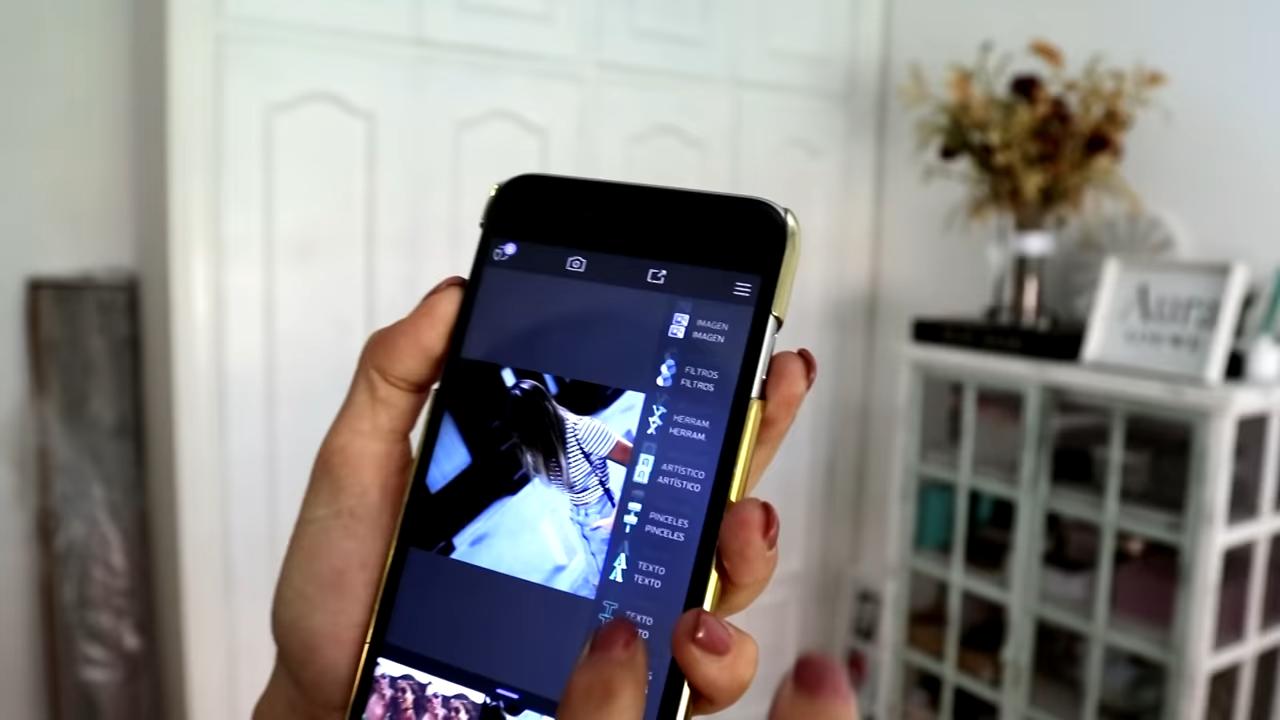 IMAGEN
IMAGEN
FILTROS
FILTROS
HERRAM.
HERRAM.
ARTÍSTICO
ARTÍSTICO
PINCELES
PINCELES
TEXTO
TEXTO
TEXTO
Aura